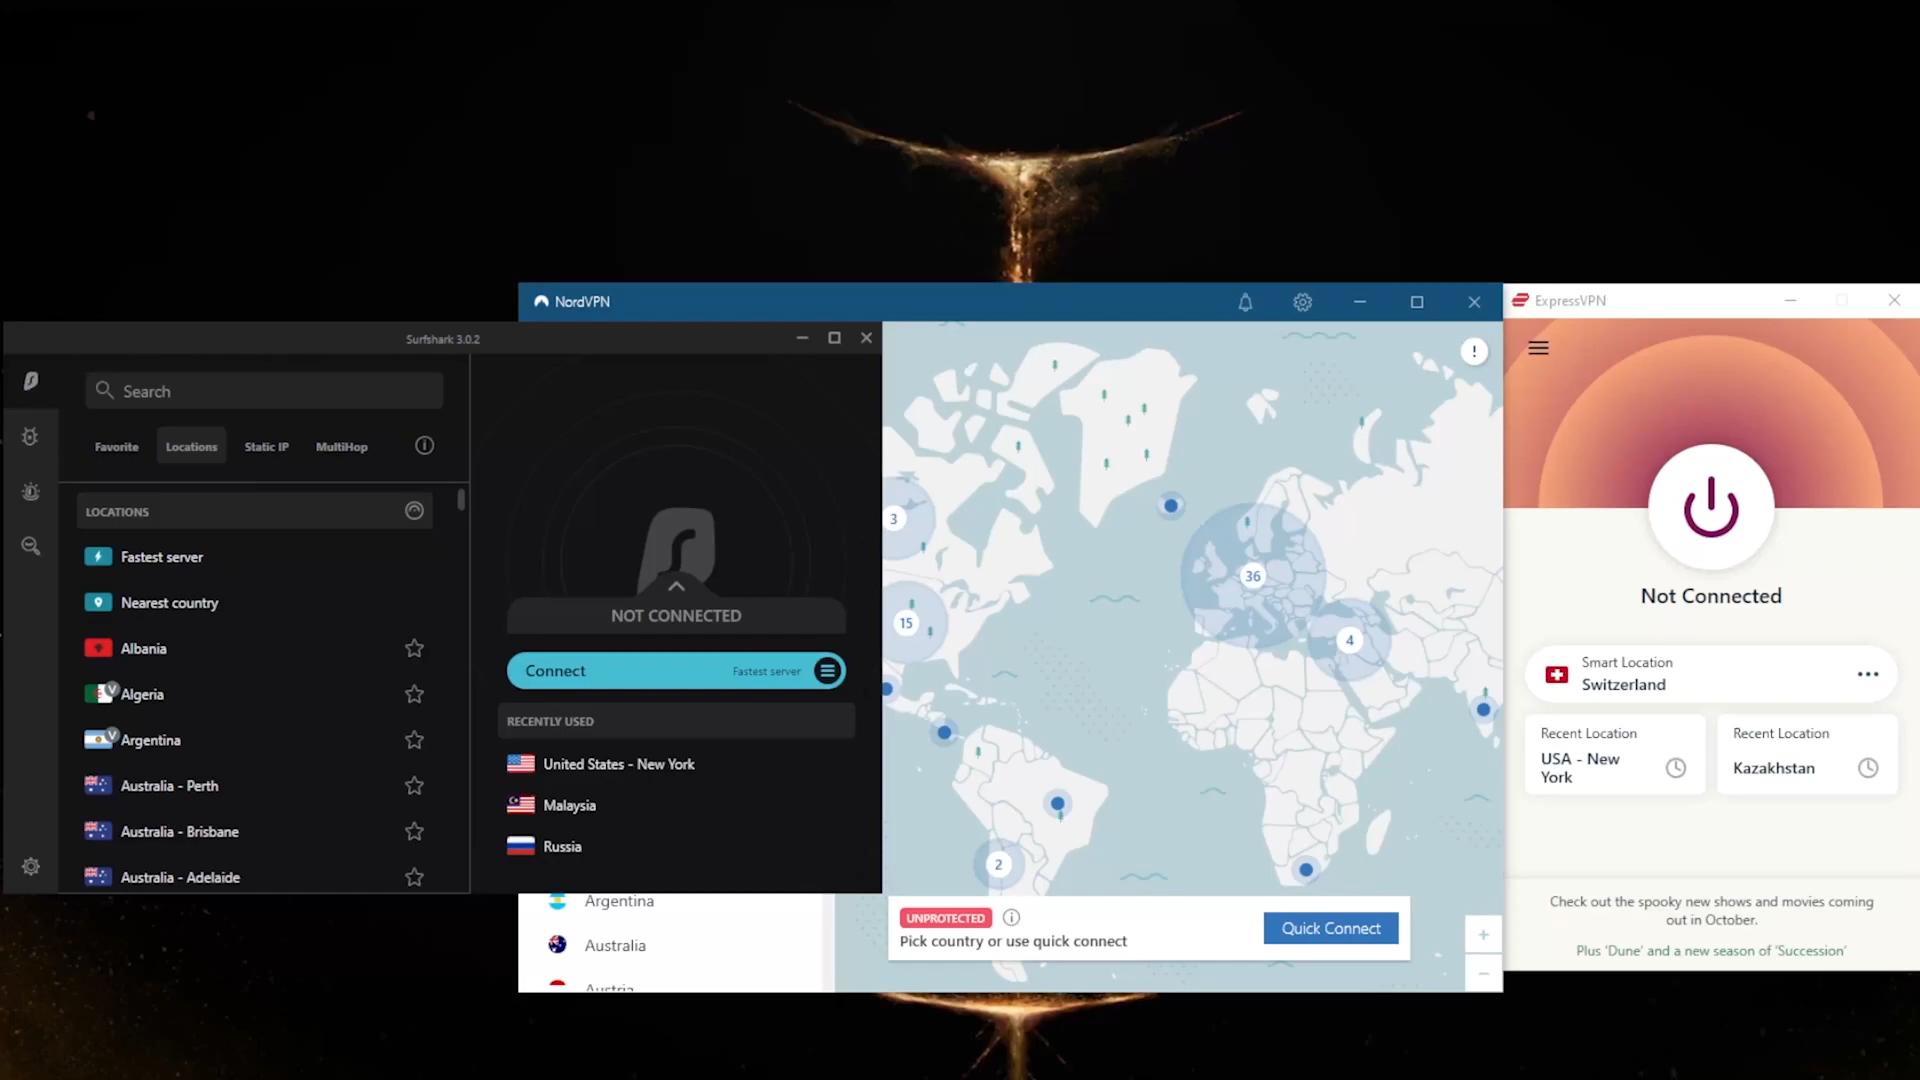 NordVPN
ExpressVPN
Surfshark 3.0.2
Search
Favorite
Locations
Static IP
MultiHop
LOCATIONS
Fastest server
Nearest country
Albania
V
Algeria
V
Argentina
Australia - Perth
Australia - Brisbane
Australia - Adelaide
NOT CONNECTED
Connect
Fastest server
RECENTLY USED
United States - New York
Malaysia
Russia
!
3
36
15
4
2
Argentina
Australia
Austria
UNPROTECTED
Pick country or use quick connect
Quick Connect
+
−
Not Connected
Smart Location
Switzerland
Recent Location
USA - New
York
Recent Location
Kazakhstan
Check out the spooky new shows and movies coming
out in October.
Plus 'Dune' and a new season of 'Succession'